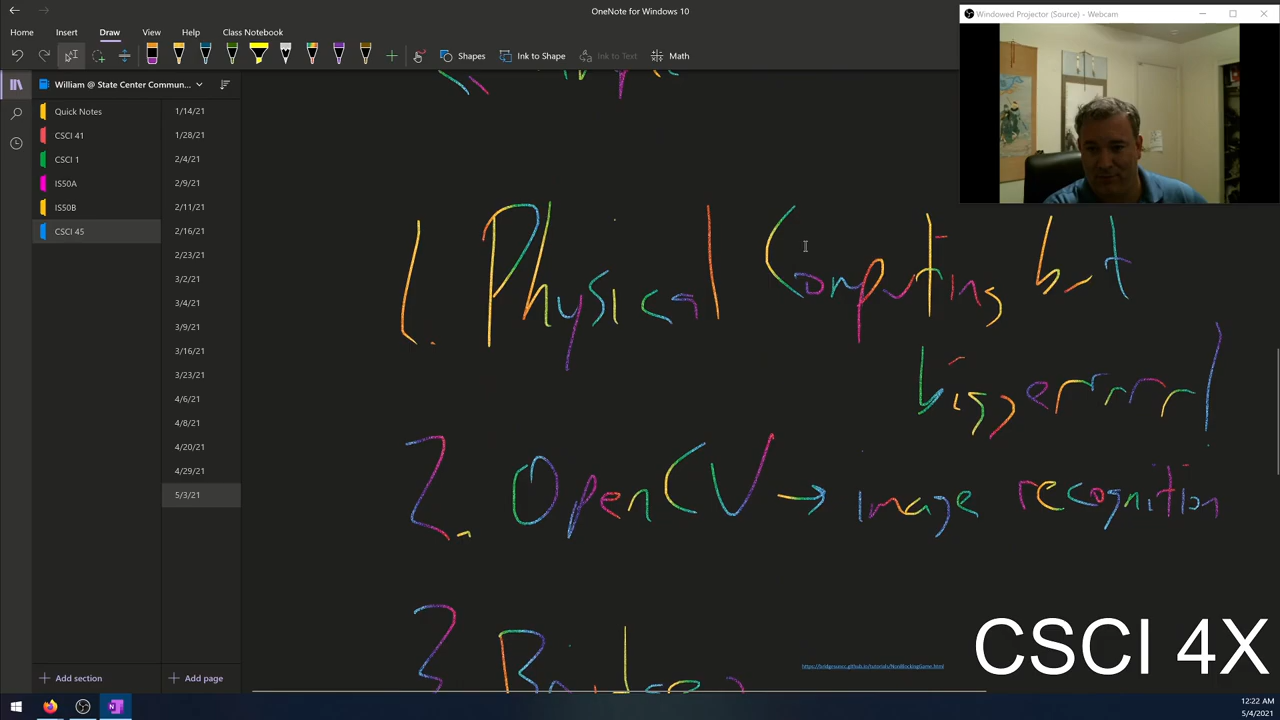 OneNote for Windows 10
Windowed Projector (Source) - Webcam
Home
Insert
Draw
View
Help
Class Notebook
Shapes
Ink to Shape
Ink to Text
Math
William @ State Center Commun...
Quick Notes
CSCI 41
CSCI 1
IS50A
IS50B
1/14/21
1/28/21
2/4/21
2/9/21
2/11/21
2/16/21
2/23/21
3/2/21
3/4/21
3/9/21
3/16/21
3/23/21
4/6/21
4/8/21
4/20/21
4/29/21
5/3/21
1. Physical Computing but
biggerrrr!
2. OpenCV → image recognition
3
CSCI 4X
Add section
12:22 AM
5/4/2021